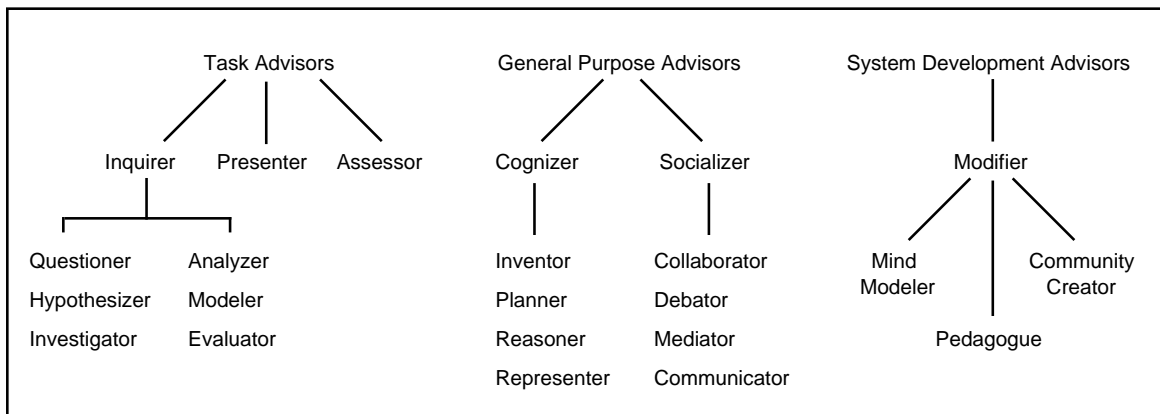 Task Advisors
General Purpose Advisors
System Development Advisors
Inquirer
Presenter
Assessor
Cognizer
Socializer
Modifier
Questioner
Hypothesizer
Investigator
Analyzer
Modeler
Evaluator
Inventor
Planner
Reasoner
Representer
Collaborator
Debator
Mediator
Communicator
Mind
Modeler
Pedagogue
Community
Creator